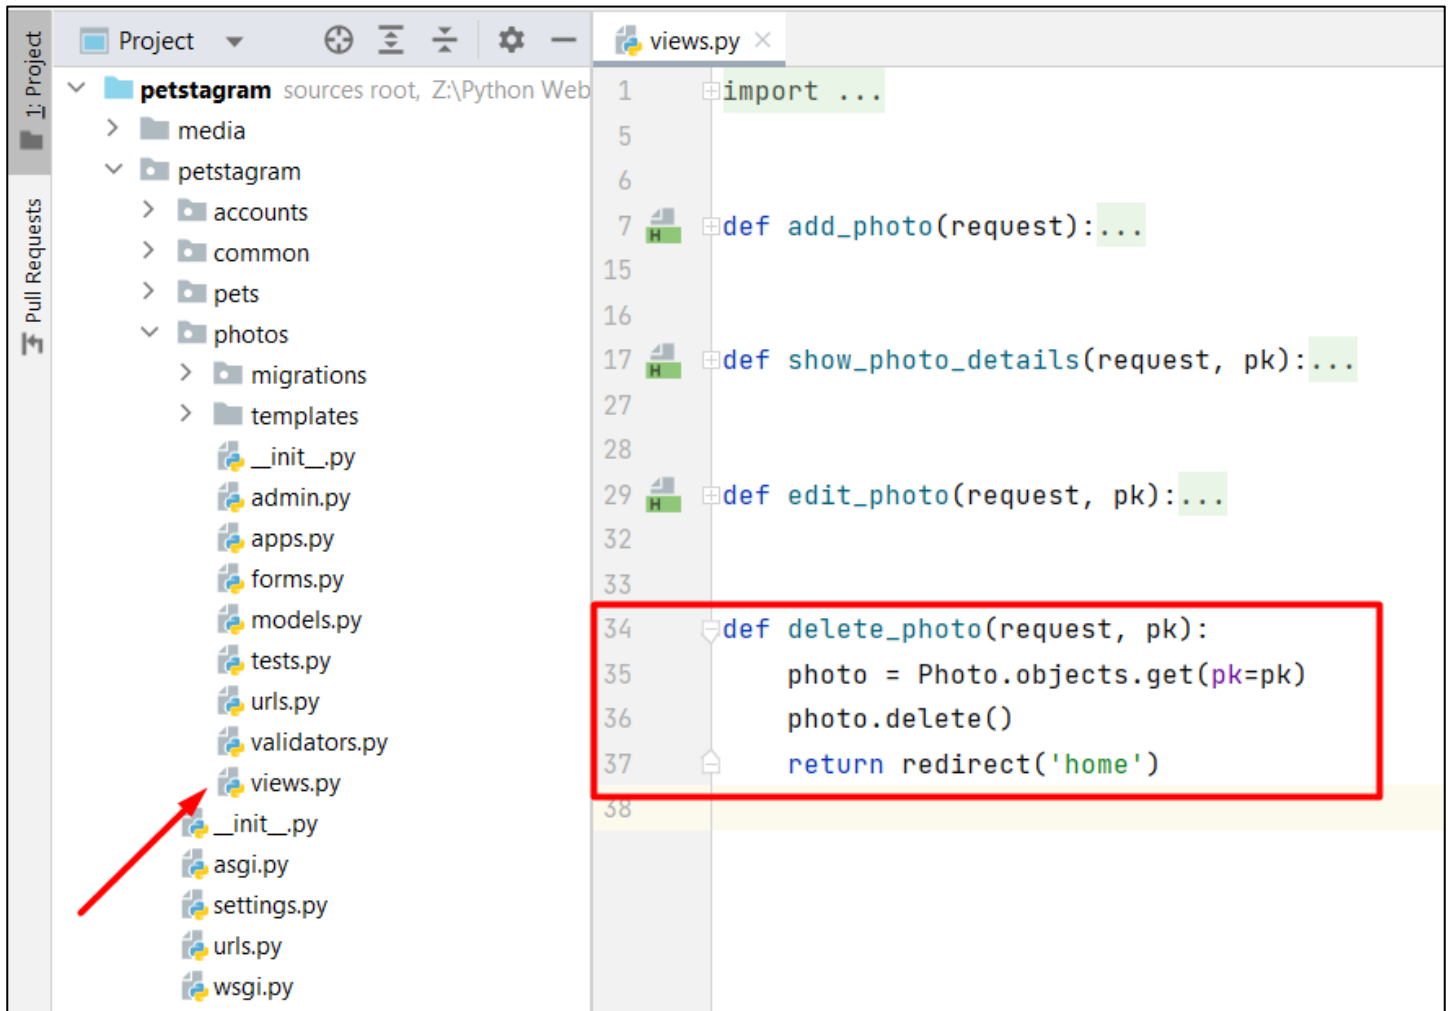 1: Project
Pull Requests
Project
petstagram sources root, Z:\Python Web
media
petstagram
accounts
common
pets
photos
migrations
templates
__init__.py
admin.py
apps.py
forms.py
models.py
tests.py
urls.py
validators.py
views.py
__init__.py
asgi.py
settings.py
urls.py
wsgi.py
views.py
1 import ...
5
6
7 H def add_photo(request):...
15
16
17 H def show_photo_details(request, pk):...
27
28
29 H def edit_photo(request, pk):...
32
33
34 def delete_photo(request, pk):
35 photo = Photo.objects.get(pk=pk)
36 photo.delete()
37 return redirect('home')
38